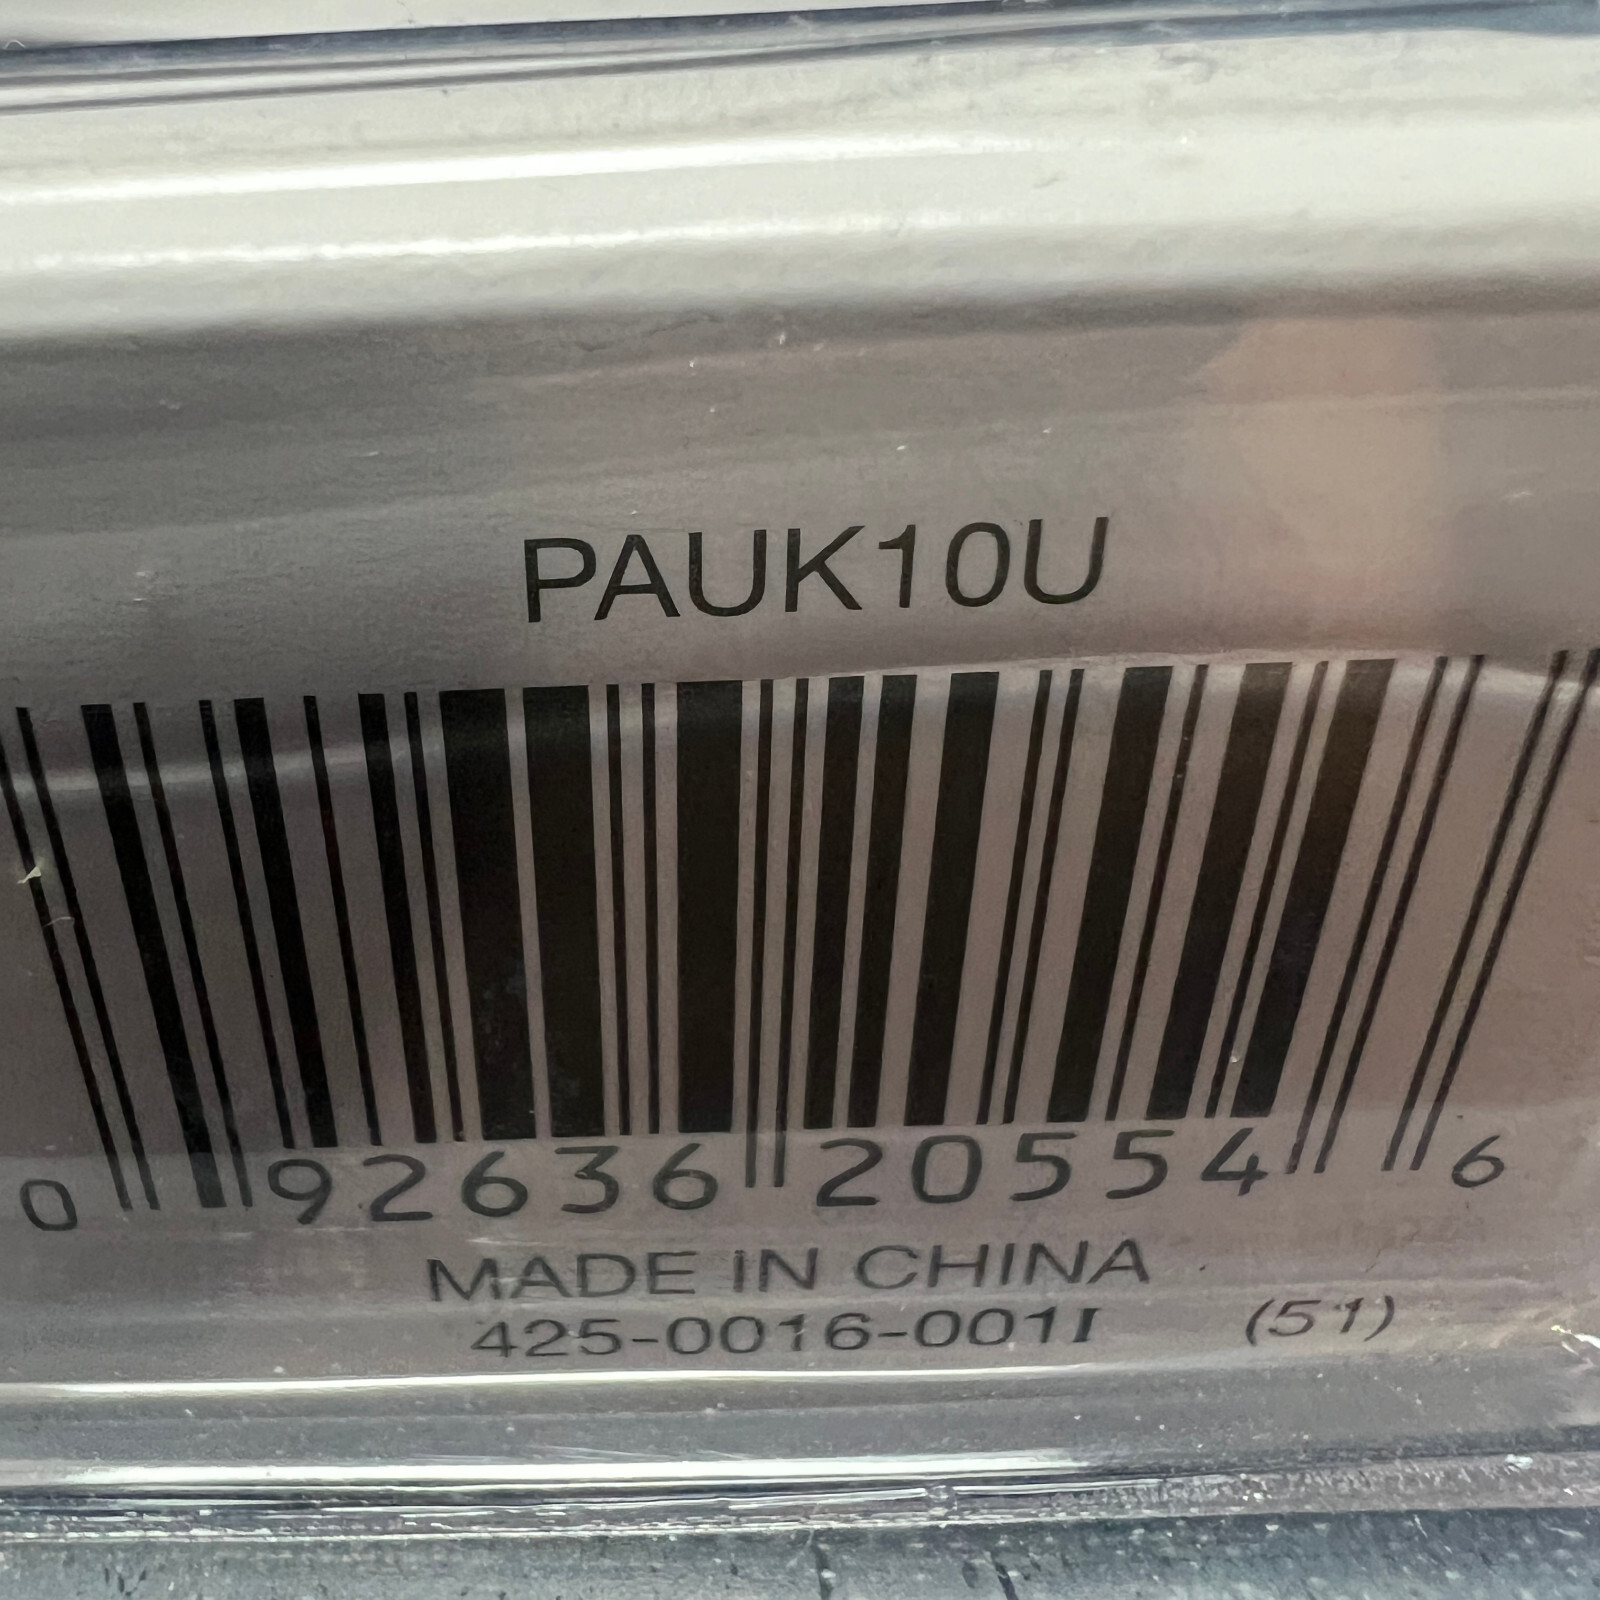 PAUK10U
0 92636 20554 6
MADE IN CHINA
425-0016-001I (51)